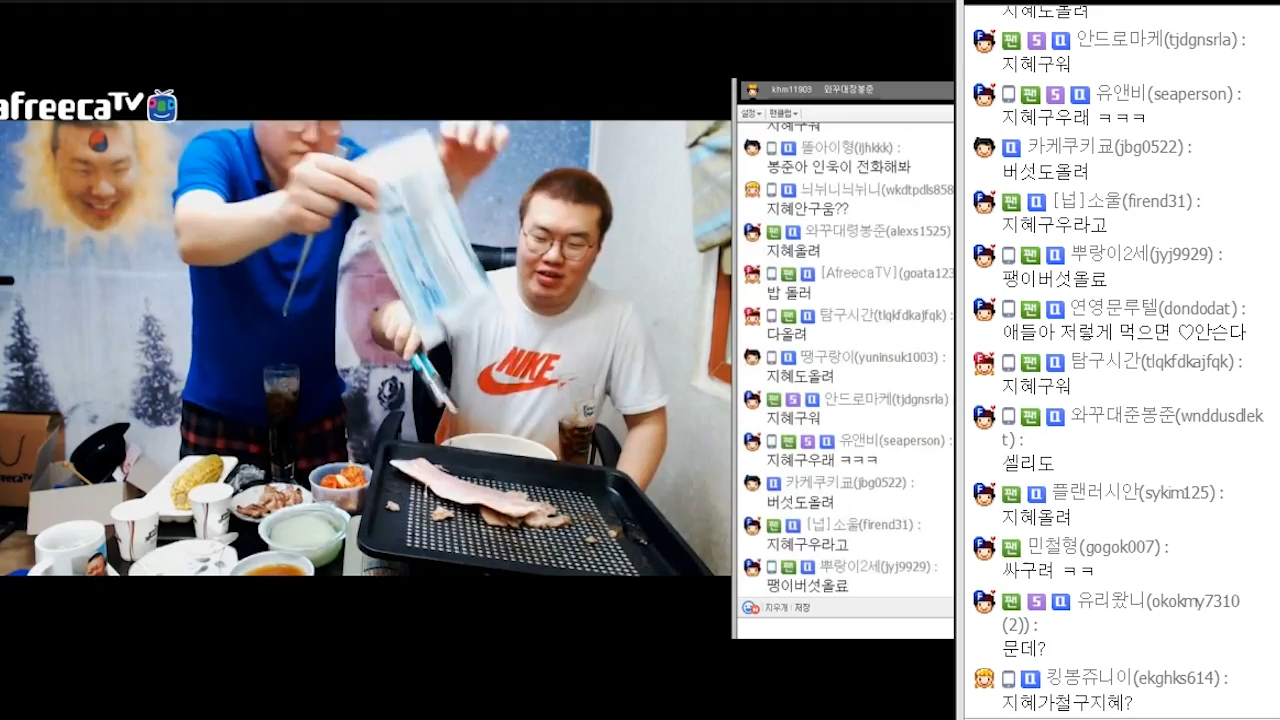 afreecaTV
NIKE
khm11903 와꾸대장봉준
설정 팬클럽
지혜구워
똘아이형(ljhkkk) :
봉준아 인욱이 전화해봐
늬뉘니늬뉘니(wkdtpdls858
지혜안구움??
와꾸대령봉준(alexs1525)
지혜올려
[AfreecaTV](goata123
밥 돌러
탐구시간(tlqkfdkajfqk) :
다올려
땡구랑이(yuninsuk1003) :
지혜도올려
안드로마케(tjdgnsrla)
지혜구워
유앤비(seaperson) :
지혜구우래 ㅋㅋㅋ
카케쿠키쿄(jbg0522) :
버섯도올려
[넙]소울(firend31) :
지혜구우라고
뿌랑이2세(jyj9929) :
팽이버섯올료
지우개 저장
지혜도올려
안드로마케(tjdgnsrla) :
지혜구워
유앤비(seaperson) :
지혜구우래 ㅋㅋㅋ
카케쿠키쿄(jbg0522) :
버섯도올려
[넙]소울(firend31) :
지혜구우라고
뿌랑이2세(jyj9929) :
팽이버섯올료
연영문루텔(dondodat) :
애들아 저렇게 먹으면 ♡안슨다
탐구시간(tlqkfdkajfqk) :
지혜구워
와꾸대준봉준(wnddusdlek
t) :
셀리도
플랜러시안(sykim125) :
지혜올려
민철형(gogok007) :
싸구려 ㅋㅋ
유리왔니(okokmy7310
(2)) :
문데?
킹봉쥬니이(ekghks614) :
지혜가철구지혜?